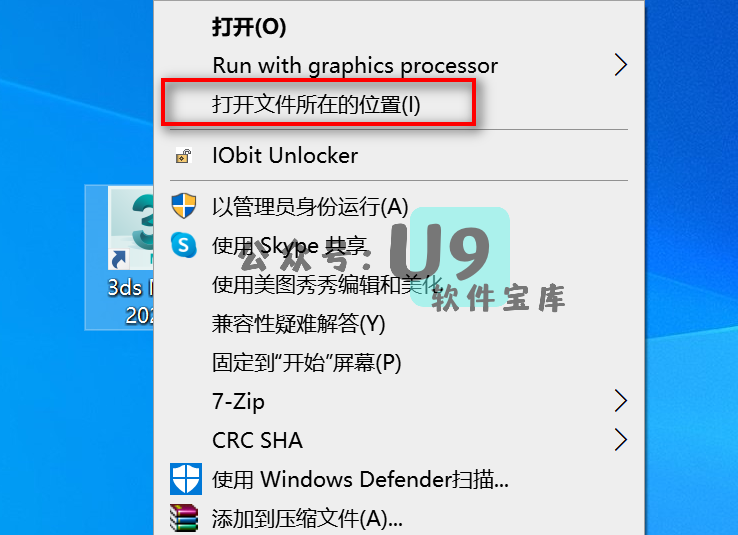 打开(O)
Run with graphics processor
打开文件所在的位置(I)
IObit Unlocker
以管理员身份运行(A)
使用 Skype 共享
公众号：U9
软件宝库
使用美图秀秀编辑和美化
兼容性疑难解答(Y)
固定到“开始”屏幕(P)
7-Zip
CRC SHA
使用 Windows Defender扫描...
添加到压缩文件(A)...
3
3ds
202